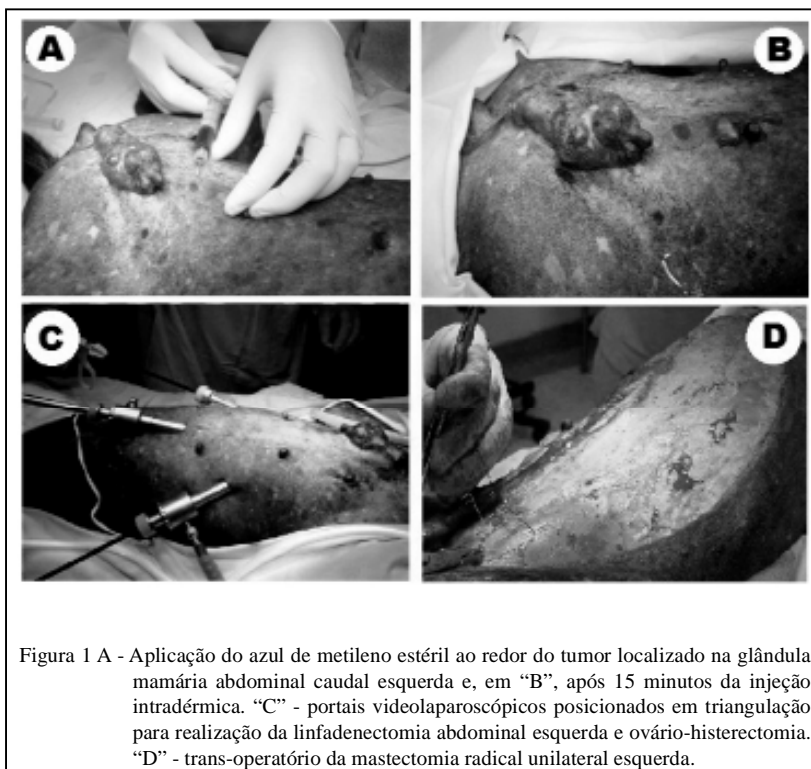 A
B
C
D
Figura 1 A - Aplicação do azul de metileno estéril ao redor do tumor localizado na glândula
mamária abdominal caudal esquerda e, em “B”, após 15 minutos da injeção
intradérmica. “C” - portais videolaparoscópicos posicionados em triangulação
para realização da linfadenectomia abdominal esquerda e ovário-histerectomia.
“D” - trans-operatório da mastectomia radical unilateral esquerda.